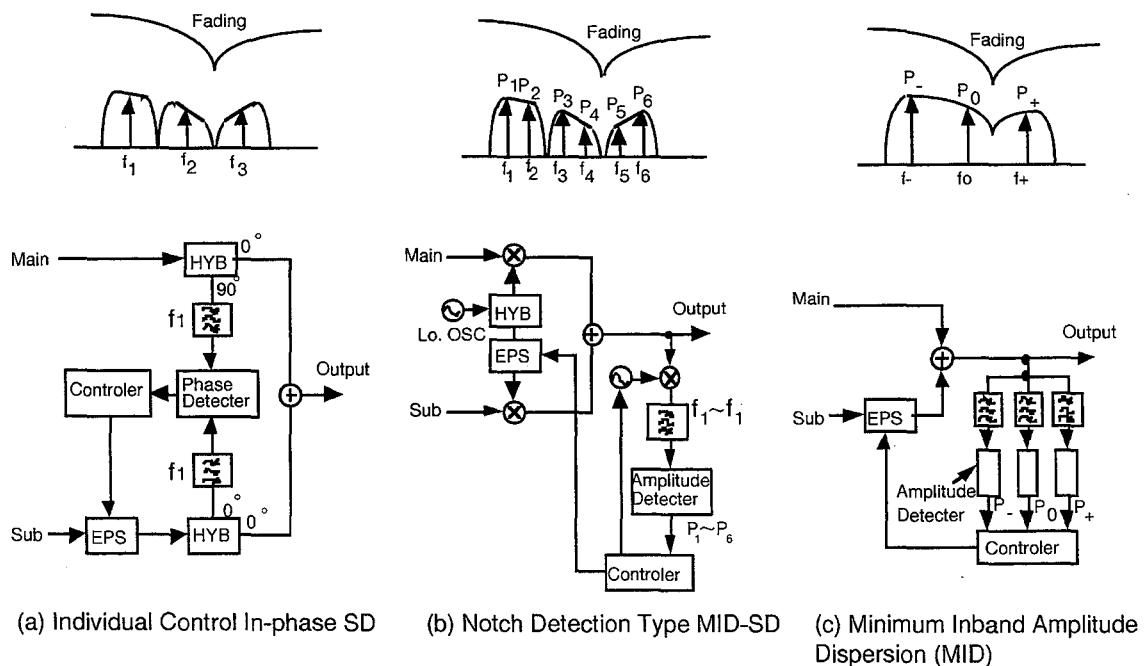 Fading
f1
f2
f3
Main
HYB
0°
90°
f1
Controler
Phase
Detecter
Output
f1
0°
0°
Sub
EPS
HYB
(a) Individual Control In-phase SD
Fading
P1 P2 P3 P4 P5 P6
f1 f2 f3 f4 f5 f6
Main
HYB
Lo. OSC
EPS
Output
Sub
f1~f1
Amplitude
Detecter
P1~P6
Controler
(b) Notch Detection Type MID-SD
Fading
P- P0 P+
f- fo f+
Main
Output
Sub
EPS
Amplitude
Detecter
P- P0 P+
Controler
(c) Minimum Inband Amplitude
Dispersion (MID)